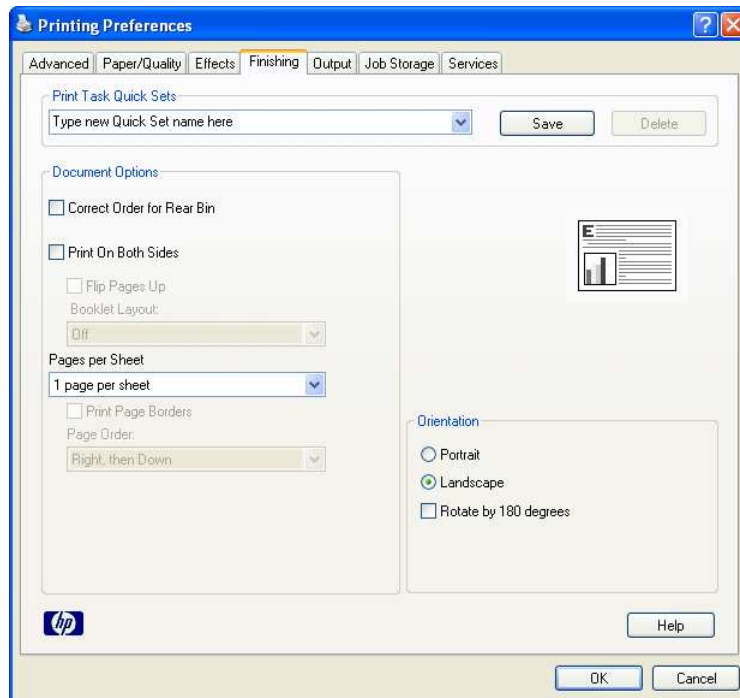 Printing Preferences
Advanced Paper/Quality Effects Finishing Output Job Storage Services
Print Task Quick Sets
Type new Quick Set name here
Save
Delete
Document Options
Correct Order for Rear Bin
Print On Both Sides
Flip Pages Up
Booklet Layout:
Off
Pages per Sheet
1 page per sheet
Print Page Borders
Page Order:
Right, then Down
E
Orientation
Portrait
Landscape
Rotate by 180 degrees
hp
Help
OK
Cancel